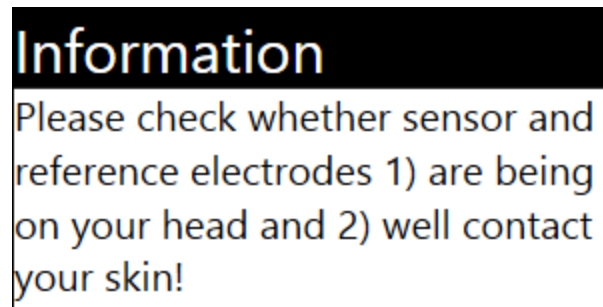 Information
Please check whether sensor and
reference electrodes 1) are being
on your head and 2) well contact
your skin!